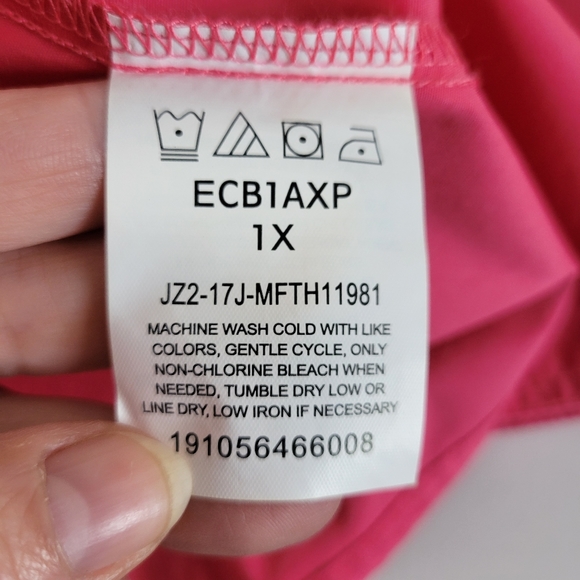 ECB1AXP
1X
JZ2-17J-MFTH11981
MACHINE WASH COLD WITH LIKE
COLORS, GENTLE CYCLE, ONLY
NON-CHLORINE BLEACH WHEN
NEEDED, TUMBLE DRY LOW OR
LINE DRY, LOW IRON IF NECESSARY
191056466008